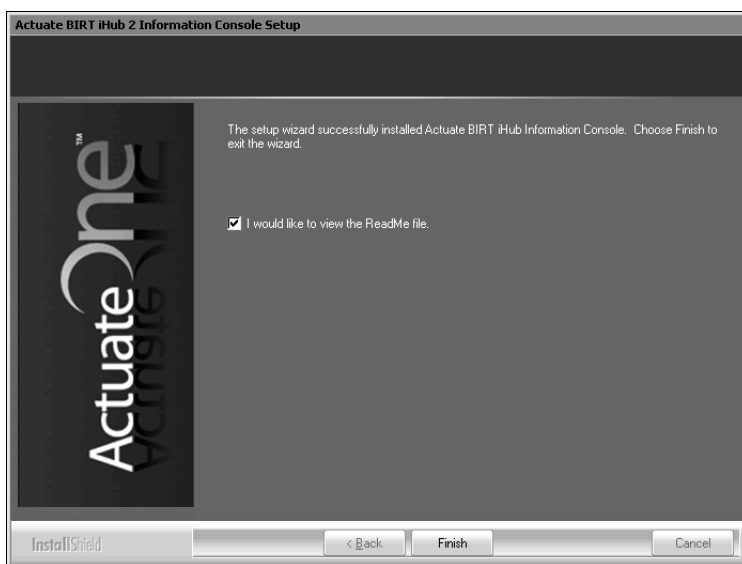 Actuate BIRT iHub 2 Information Console Setup
ActuateOne™
The setup wizard successfully installed Actuate BIRT iHub Information Console. Choose Finish to
exit the wizard.
I would like to view the ReadMe file.
InstallShield
< Back
Finish
Cancel